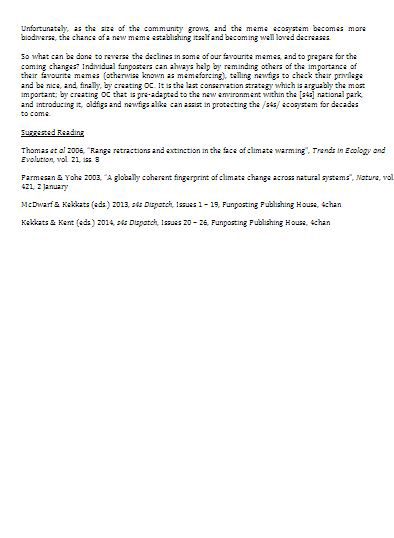 Unfortunately, as the size of the community grows, and the meme ecosystem becomes more
biodiverse, the chance of a new meme establishing itself and becoming well loved decreases.
So what can be done to reverse the declines in some of our favourite memes, and to prepare for the
coming changes? Individual funposters can always help by reminding others of the importance of
their favourite memes (otherwise known as memeforcing), telling newfigs to check their privilege
and be nice, and, finally, by creating OC. It is the last conservation strategy which is arguably the most
important; by creating OC that is pre-adapted to the new environment within the [s4s] national park,
and introducing it, oldfigs and newfigs alike can assist in protecting the /s4s/ ecosystem for decades
to come.
Suggested Reading
Thomas et al 2006, "Range retractions and extinction in the face of climate warming", Trends in Ecology and
Evolution, vol. 21, iss. 8
Parmesan & Yohe 2003, "A globally coherent fingerprint of climate change across natural systems", Nature, vol.
421, 2 January
McDwarf & Kekkats (eds.) 2013, s4s Dispatch, Issues 1 – 19, Funposting Publishing House, 4chan
Kekkats & Kent (eds.) 2014, s4s Dispatch, Issues 20 – 26, Funposting Publishing House, 4chan